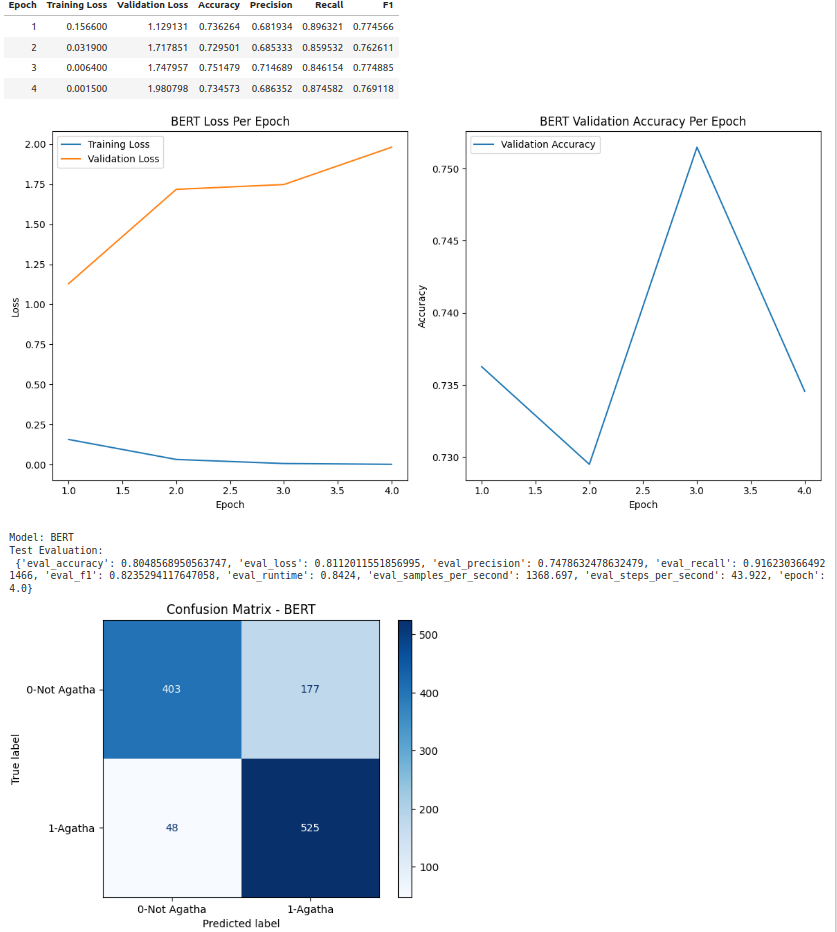 Epoch Training Loss Validation Loss Accuracy Precision Recall F1
1 0.156600 1.129131 0.736264 0.681934 0.896321 0.774566
2 0.031900 1.717851 0.729501 0.685333 0.859532 0.762611
3 0.006400 1.747957 0.751479 0.714689 0.846154 0.774885
4 0.001500 1.980798 0.734573 0.686352 0.874582 0.769118
BERT Loss Per Epoch
Training Loss
Validation Loss
2.00
1.75
1.50
1.25
1.00
0.75
0.50
0.25
0.00
Loss
1.0 1.5 2.0 2.5 3.0 3.5 4.0
Epoch
BERT Validation Accuracy Per Epoch
Validation Accuracy
0.750
0.745
0.740
0.735
0.730
Accuracy
1.0 1.5 2.0 2.5 3.0 3.5 4.0
Epoch
Model: BERT
Test Evaluation:
{'eval_accuracy': 0.8048568950563747, 'eval_loss': 0.8112011551856995, 'eval_precision': 0.7478632478632479, 'eval_recall': 0.916230366492
1466, 'eval_f1': 0.8235294117647058, 'eval_runtime': 0.8424, 'eval_samples_per_second': 1368.697, 'eval_steps_per_second': 43.922, 'epoch':
4.0}
Confusion Matrix - BERT
0-Not Agatha
403 177
1-Agatha
48 525
True label
0-Not Agatha 1-Agatha
Predicted label
500
400
300
200
100